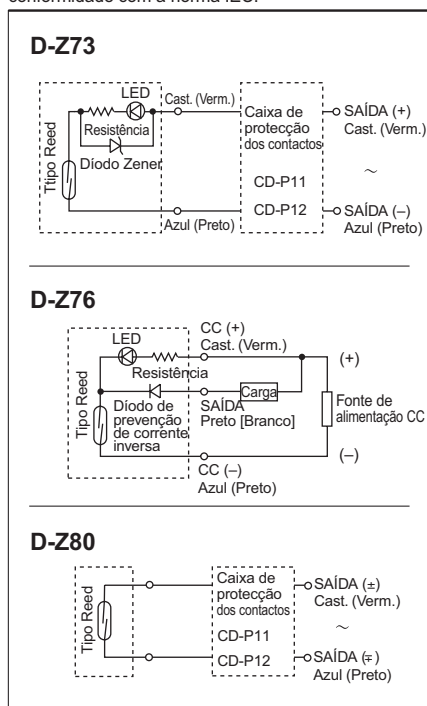 conformidade com a norma IEC.
D-Z73
LED
Cast. (Verm.)
Resistência
Díodo Zener
Ttipo Reed
Azul (Preto)
Caixa de
protecção
dos contactos
CD-P11
CD-P12
SAÍDA (+)
Cast. (Verm.)
~
SAÍDA (–)
Azul (Preto)
D-Z76
LED
CC (+)
Cast. (Verm.)
Resistência
Díodo de
prevenção
de corrente
inversa
Tipo Reed
Carga
SAÍDA
Preto [Branco]
CC (–)
Azul (Preto)
(+)
Fonte de
alimentação CC
(–)
D-Z80
Tipo Reed
Caixa de
protecção
dos contactos
CD-P11
CD-P12
SAÍDA (±)
Cast. (Verm.)
~
SAÍDA (∓)
Azul (Preto)